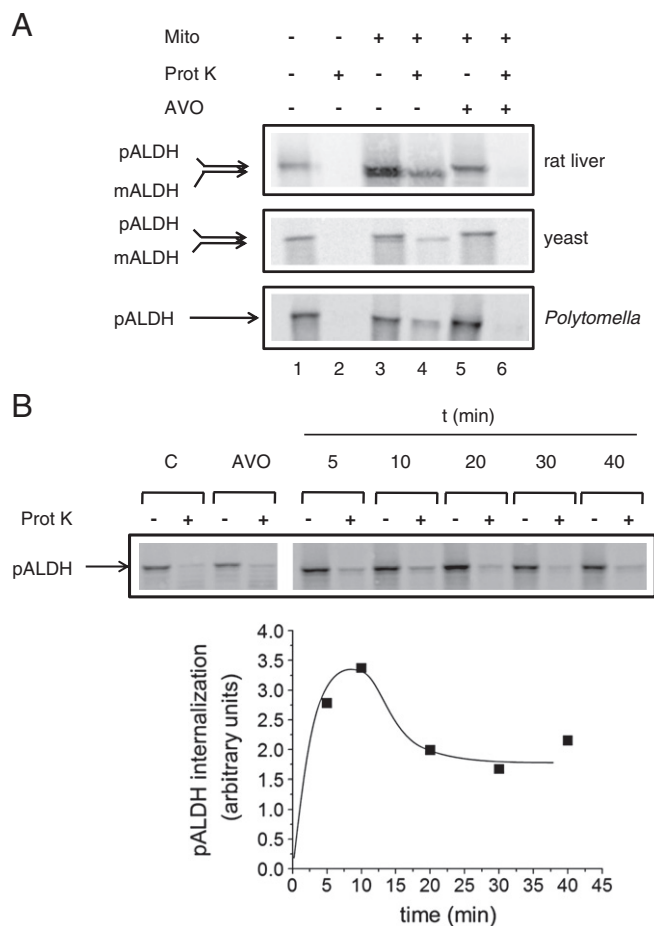 A
Mito - - + + + +
Prot K - + - + - +
AVO - - - - + +
pALDH
mALDH
rat liver
pALDH
mALDH
yeast
pALDH
Polytomella
1 2 3 4 5 6
B
t (min)
C AVO 5 10 20 30 40
Prot K - + - + - + - + - + - + - +
pALDH
pALDH internalization
(arbitrary units)
4.0
3.5
3.0
2.5
2.0
1.5
1.0
0.5
0.0
0 5 10 15 20 25 30 35 40 45
time (min)